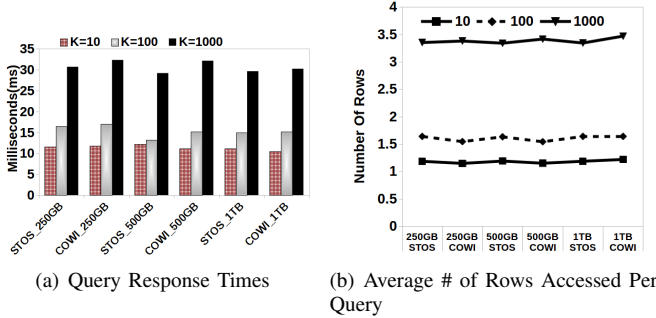 K=10 K=100 K=1000
35
30
25
20
15
10
5
0
Milliseconds(ms)
STOS_250GB
COWI_250GB
STOS_500GB
COWI_500GB
STOS_1TB
COWI_1TB
(a) Query Response Times
10 100 1000
4
3.5
3
2.5
2
1.5
1
0.5
0
Number Of Rows
250GB 250GB 500GB 500GB 1TB 1TB
STOS COWI STOS COWI STOS COWI
(b) Average # of Rows Accessed Per
Query